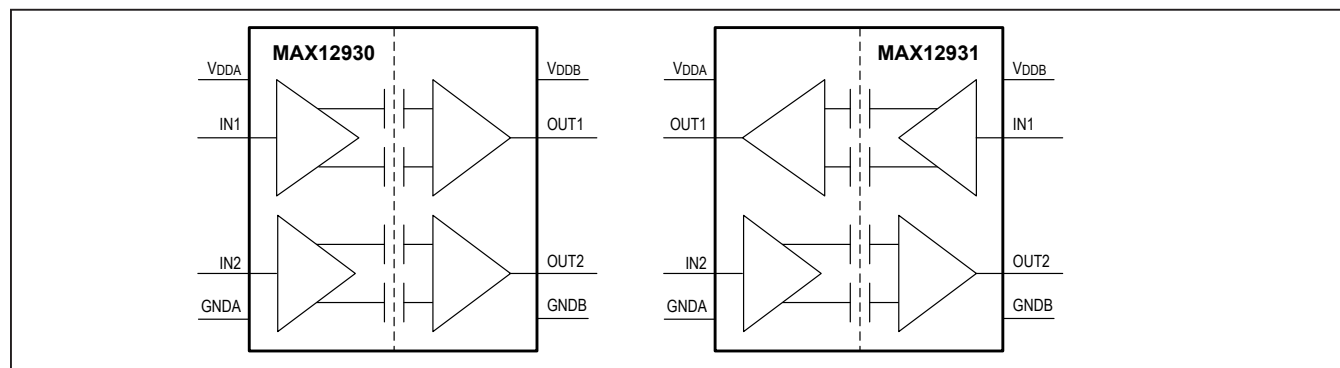 MAX12930
VDDA
VDDB
IN1
OUT1
IN2
OUT2
GNDA
GNDB
MAX12931
VDDA
VDDB
OUT1
IN1
IN2
OUT2
GNDA
GNDB